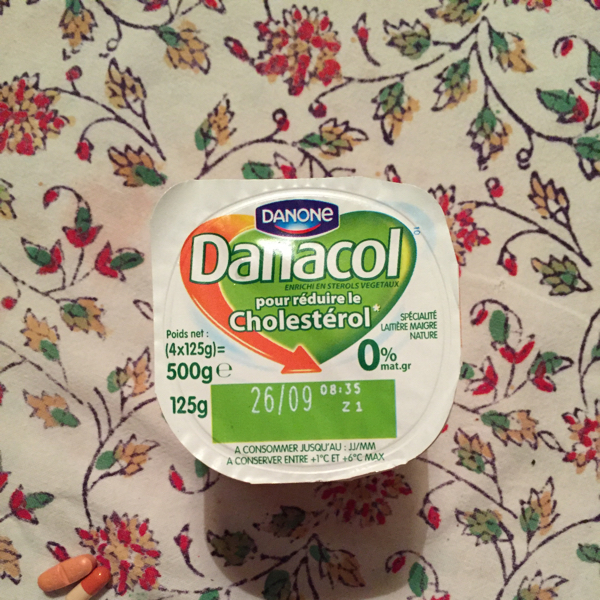 DANONE
Danacol
ENRICHI EN STEROLS VEGETAUX
pour réduire le
Cholestérol*
SPÉCIALITÉ
LAITIÈRE MAIGRE
NATURE
0%
mat.gr
Poids net :
(4x125g)=
500g e
125g
26/09 08:35
Z1
A CONSOMMER JUSQU'AU : JJ/MM
A CONSERVER ENTRE +1°C ET +6°C MAX